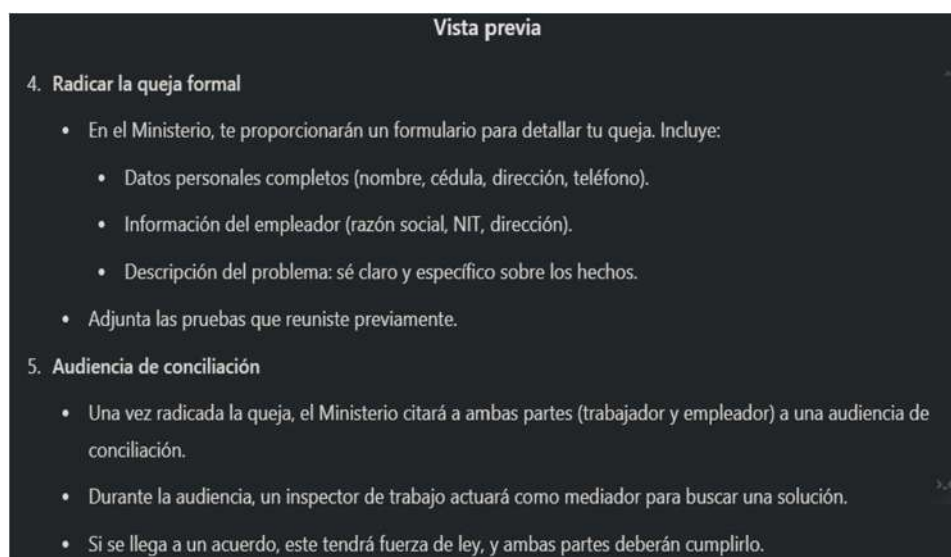 Vista previa
4. Radicar la queja formal
• En el Ministerio, te proporcionarán un formulario para detallar tu queja. Incluye:
• Datos personales completos (nombre, cédula, dirección, teléfono).
• Información del empleador (razón social, NIT, dirección).
• Descripción del problema: sé claro y específico sobre los hechos.
• Adjunta las pruebas que reuniste previamente.
5. Audiencia de conciliación
• Una vez radicada la queja, el Ministerio citará a ambas partes (trabajador y empleador) a una audiencia de
conciliación.
• Durante la audiencia, un inspector de trabajo actuará como mediador para buscar una solución.
• Si se llega a un acuerdo, este tendrá fuerza de ley, y ambas partes deberán cumplirlo.